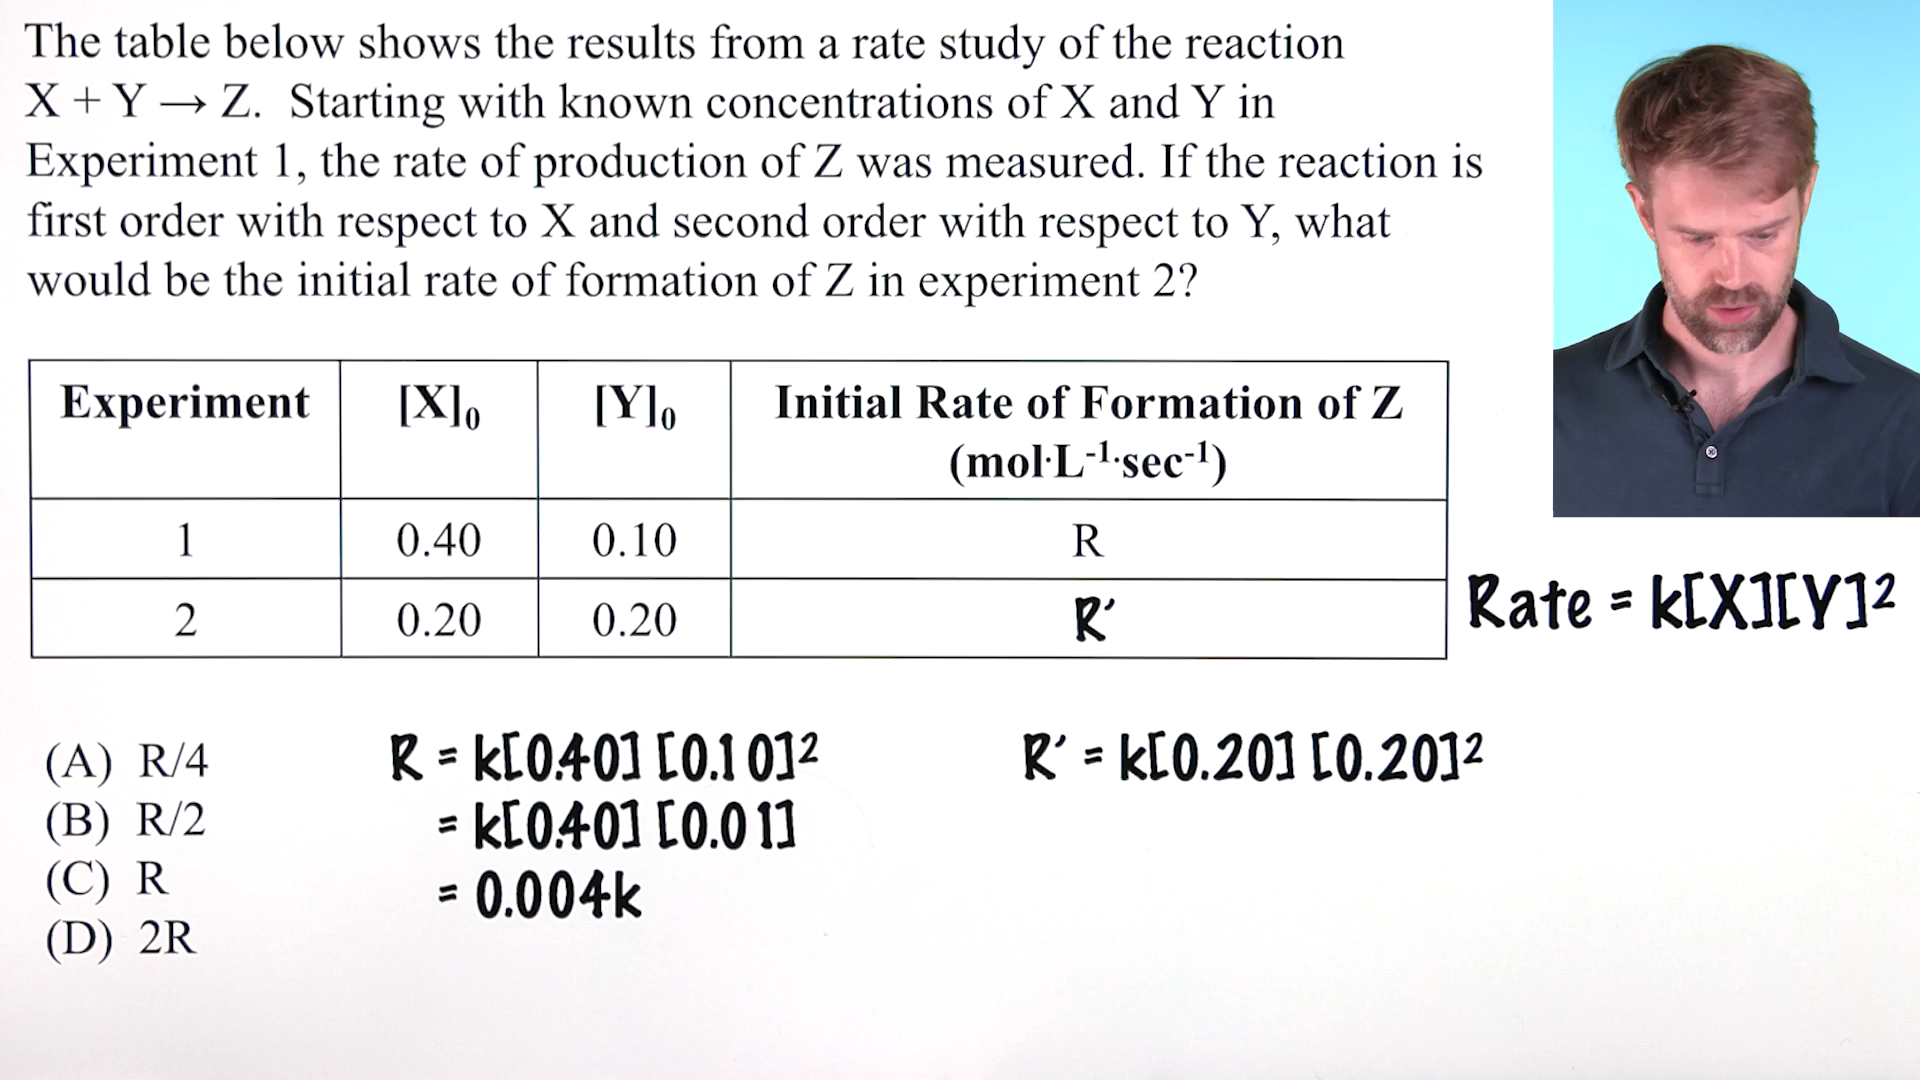 The table below shows the results from a rate study of the reaction
X + Y → Z. Starting with known concentrations of X and Y in
Experiment 1, the rate of production of Z was measured. If the reaction is
first order with respect to X and second order with respect to Y, what
would be the initial rate of formation of Z in experiment 2?
Experiment [X]₀ [Y]₀ Initial Rate of Formation of Z
(mol·L⁻¹·sec⁻¹)
1 0.40 0.10 R
2 0.20 0.20 R′
Rate = k[X][Y]²
(A) R/4
(B) R/2
(C) R
(D) 2R
R = k[0.40][0.10]²
= k[0.40][0.01]
= 0.004k
R′ = k[0.20][0.20]²